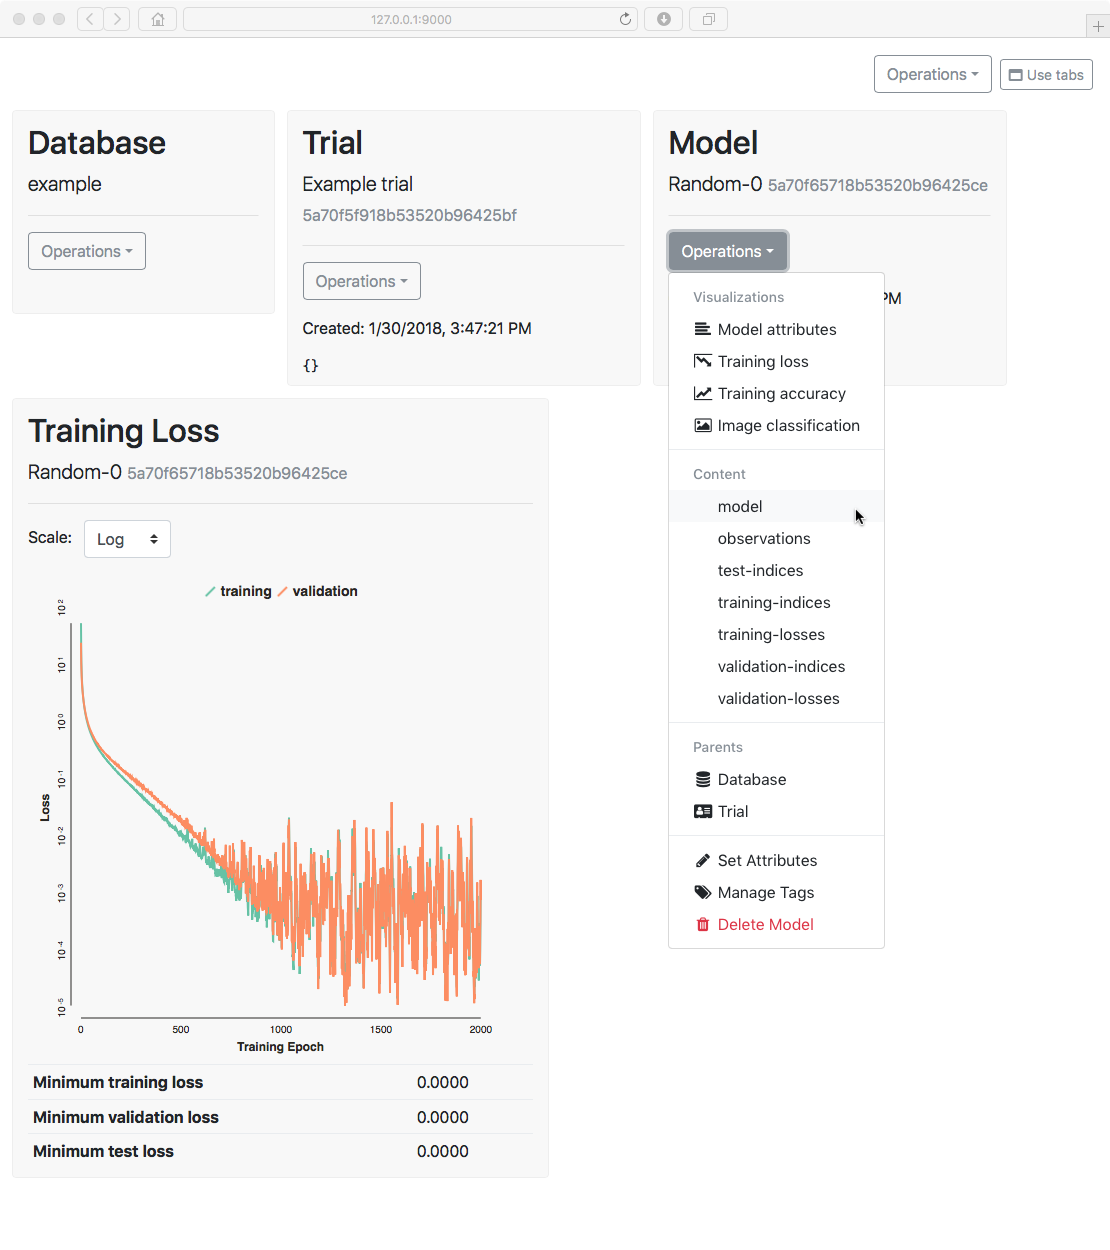 127.0.0.1:9000
Operations
Use tabs
Database
example
Operations
Trial
Example trial
5a70f5f918b53520b96425bf
Operations
Created: 1/30/2018, 3:47:21 PM
{}
Model
Random-0 5a70f65718b53520b96425ce
Operations
PM
Visualizations
Model attributes
Training loss
Training accuracy
Image classification
Content
model
observations
test-indices
training-indices
training-losses
validation-indices
validation-losses
Parents
Database
Trial
Set Attributes
Manage Tags
Delete Model
Training Loss
Random-0 5a70f65718b53520b96425ce
Scale: Log
training validation
10^2
10^1
10^0
10^-1
10^-2
10^-3
10^-4
10^-5
Loss
0 500 1000 1500 2000
Training Epoch
Minimum training loss 0.0000
Minimum validation loss 0.0000
Minimum test loss 0.0000